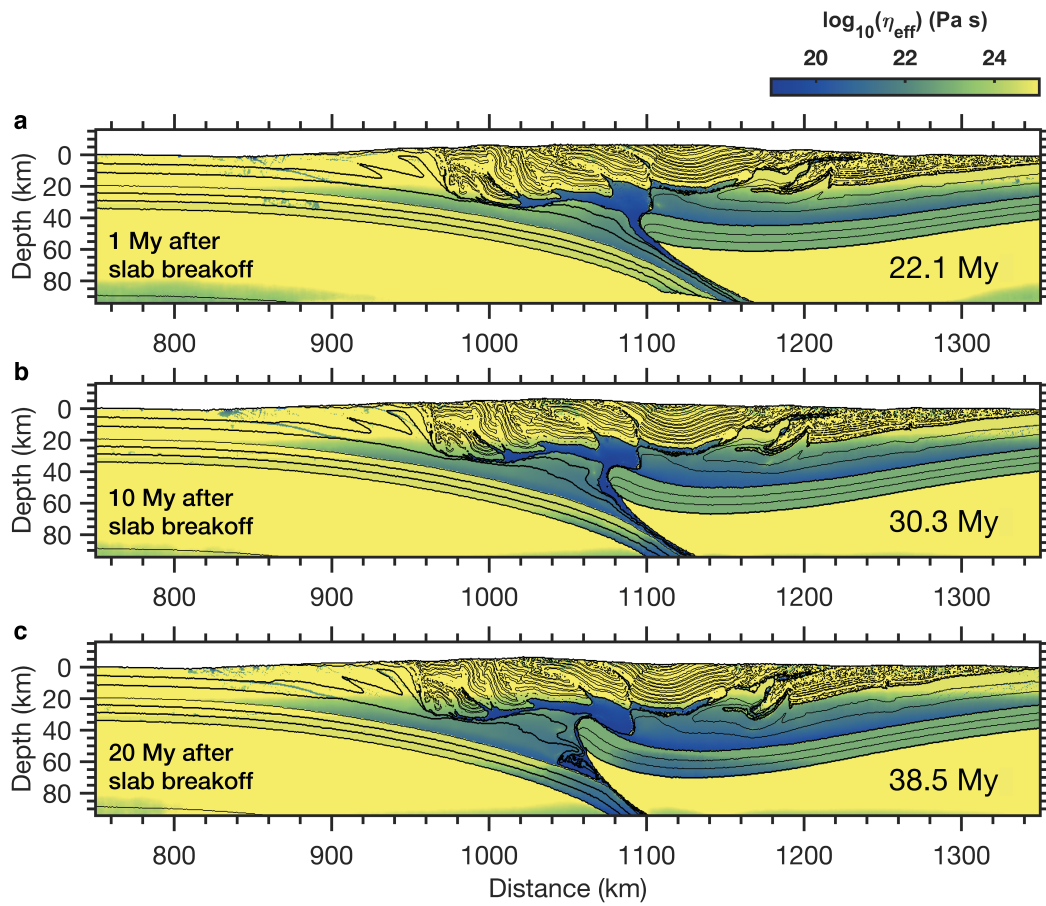 log10(ηeff) (Pa s)
20 22 24
a
0
20
40
60
80
Depth (km)
1 My after
slab breakoff
22.1 My
800 900 1000 1100 1200 1300
b
0
20
40
60
80
Depth (km)
10 My after
slab breakoff
30.3 My
800 900 1000 1100 1200 1300
c
0
20
40
60
80
Depth (km)
20 My after
slab breakoff
38.5 My
800 900 1000 1100 1200 1300
Distance (km)